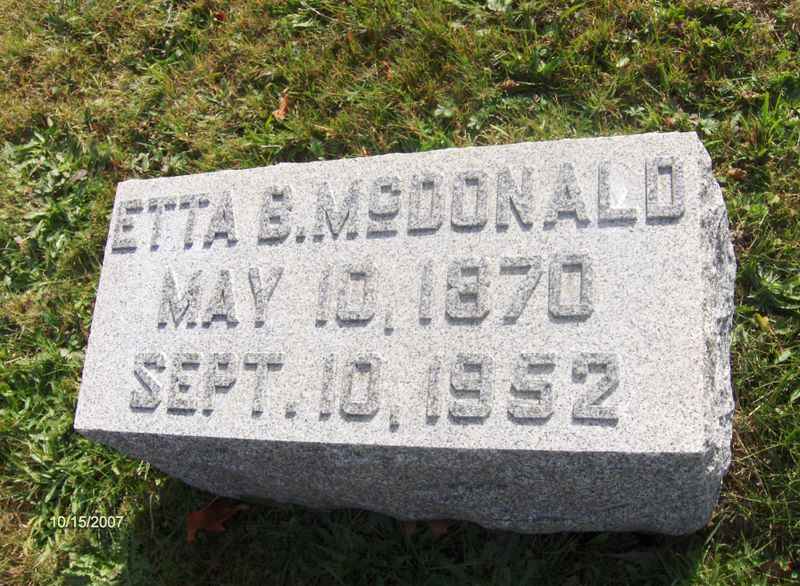 ETTA B. McDONALD
MAY 10, 1870
SEPT. 10, 1952
10/15/2007